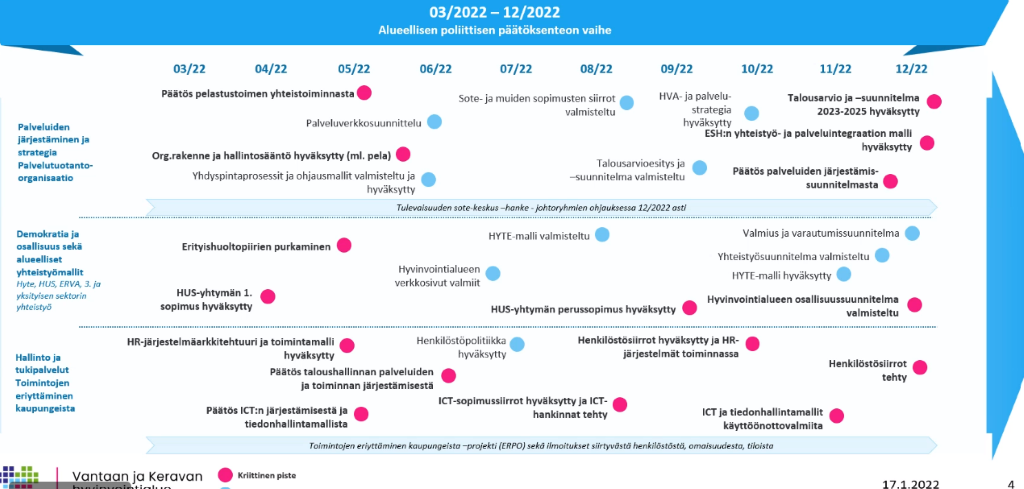 03/2022 – 12/2022
Alueellisen poliittisen päätöksenteon vaihe
03/22 04/22 05/22 06/22 07/22 08/22 09/22 10/22 11/22 12/22
Palveluiden
järjestäminen ja
strategia
Palvelutuotanto-
organisaatio
Päätös pelastustoimen yhteistoiminnasta
Palveluverkkosuunnittelu
Org.rakenne ja hallintosääntö hyväksytty (ml. pela)
Yhdyspintaprosessit ja ohjausmallit valmisteltu ja
hyväksytty
Sote- ja muiden sopimusten siirrot
valmisteltu
Talousarvioesitys ja
–suunnitelma valmisteltu
HVA- ja palvelu-
strategia
hyväksytty
Talousarvio ja –suunnitelma
2023-2025 hyväksytty
ESH:n yhteistyö- ja palveluintegraation malli
hyväksytty
Päätös palveluiden järjestämis-
suunnitelmasta
Tulevaisuuden sote-keskus –hanke - johtoryhmien ohjauksessa 12/2022 asti
Demokratia ja
osallisuus sekä
alueelliset
yhteistyömallit
Hyte, HUS, ERVA, 3. ja
yksityisen sektorin
yhteistyö
Erityishuoltopiirien purkaminen
HUS-yhtymän 1.
sopimus hyväksytty
HYTE-malli valmisteltu
Hyvinvointialueen
verkkosivut valmiit
HUS-yhtymän perussopimus hyväksytty
Valmius ja varautumissuunnitelma
Yhteistyösuunnitelma valmisteltu
HYTE-malli hyväksytty
Hyvinvointialueen osallisuussuunnitelma
valmisteltu
Hallinto ja
tukipalvelut
Toimintojen
eriyttäminen
kaupungeista
HR-järjestelmäarkkitehtuuri ja toimintamalli
hyväksytty
Päätös taloushallinnan palveluiden
ja toiminnan järjestämisestä
Päätös ICT:n järjestämisestä ja
tiedonhallintamallista
Henkilöstöpolitiikka
hyväksytty
ICT-sopimussiirrot hyväksytty ja ICT-
hankinnat tehty
Henkilöstösiirrot hyväksytty ja HR-
järjestelmät toiminnassa
Henkilöstösiirrot
tehty
ICT ja tiedonhallintamallit
käyttöönottovalmiita
Toimintojen eriyttäminen kaupungeista –projekti (ERPO) sekä ilmoitukset siirtyvästä henkilöstöstä, omaisuudesta, tiloista
Vantaan ja Keravan
hyvinvointialue
Kriittinen piste
17.1.2022
4